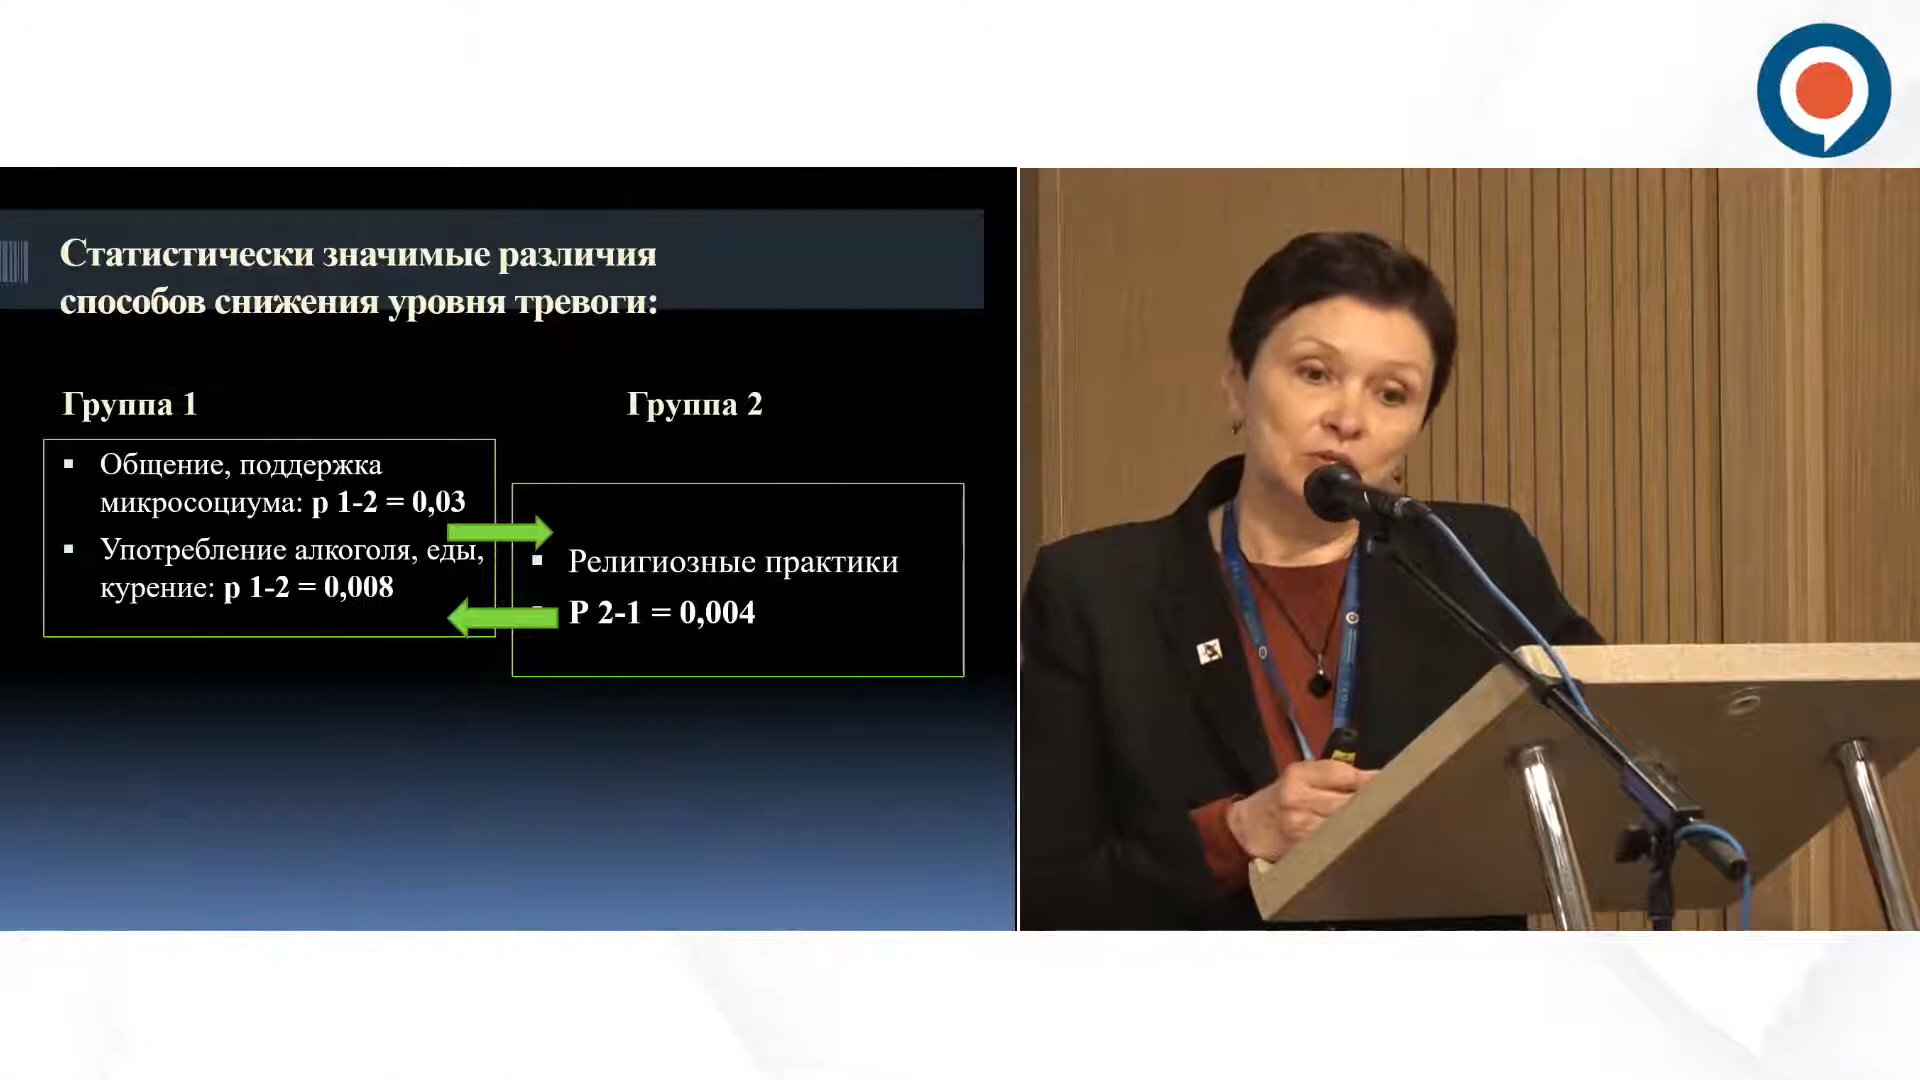 Статистически значимые различия
способов снижения уровня тревоги:
Группа 1
Общение, поддержка
микросоциума: р 1-2 = 0,03
Употребление алкоголя, еды,
курение: р 1-2 = 0,008
Группа 2
Религиозные практики
Р 2-1 = 0,004